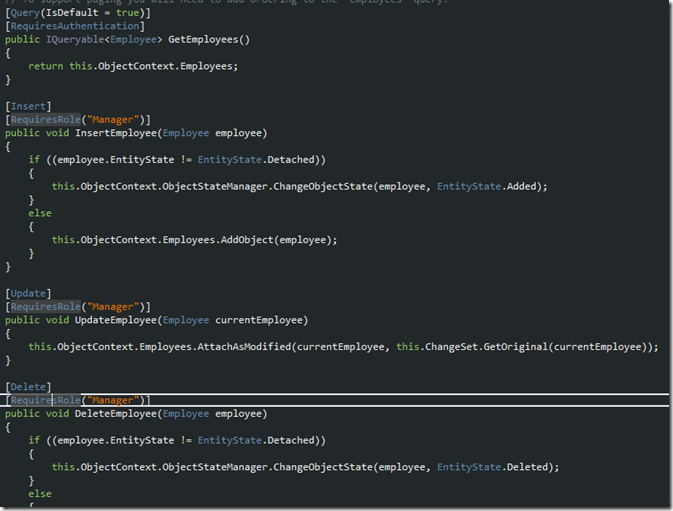 // To support paging you will need to add ordering to the 'Employees' query.
[Query(IsDefault = true)]
[RequiresAuthentication]
public IQueryable<Employee> GetEmployees()
{
    return this.ObjectContext.Employees;
}

[Insert]
[RequiresRole("Manager")]
public void InsertEmployee(Employee employee)
{
    if ((employee.EntityState != EntityState.Detached))
    {
        this.ObjectContext.ObjectStateManager.ChangeObjectState(employee, EntityState.Added);
    }
    else
    {
        this.ObjectContext.Employees.AddObject(employee);
    }
}

[Update]
[RequiresRole("Manager")]
public void UpdateEmployee(Employee currentEmployee)
{
    this.ObjectContext.Employees.AttachAsModified(currentEmployee, this.ChangeSet.GetOriginal(currentEmployee));
}

[Delete]
[RequiresRole("Manager")]
public void DeleteEmployee(Employee employee)
{
    if ((employee.EntityState != EntityState.Detached))
    {
        this.ObjectContext.ObjectStateManager.ChangeObjectState(employee, EntityState.Deleted);
    }
    else
    {